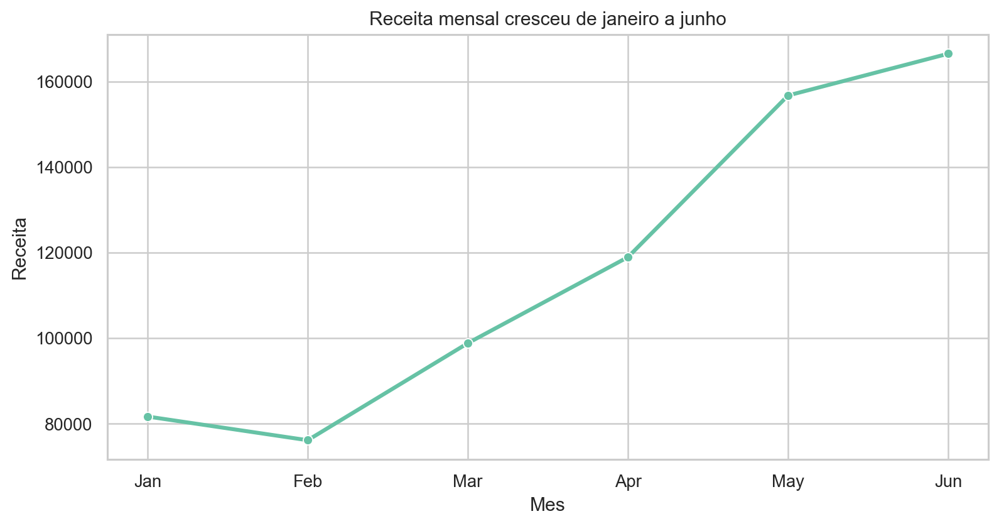 Receita mensal cresceu de janeiro a junho
160000
140000
120000
100000
80000
Receita
Jan Feb Mar Apr May Jun
Mes